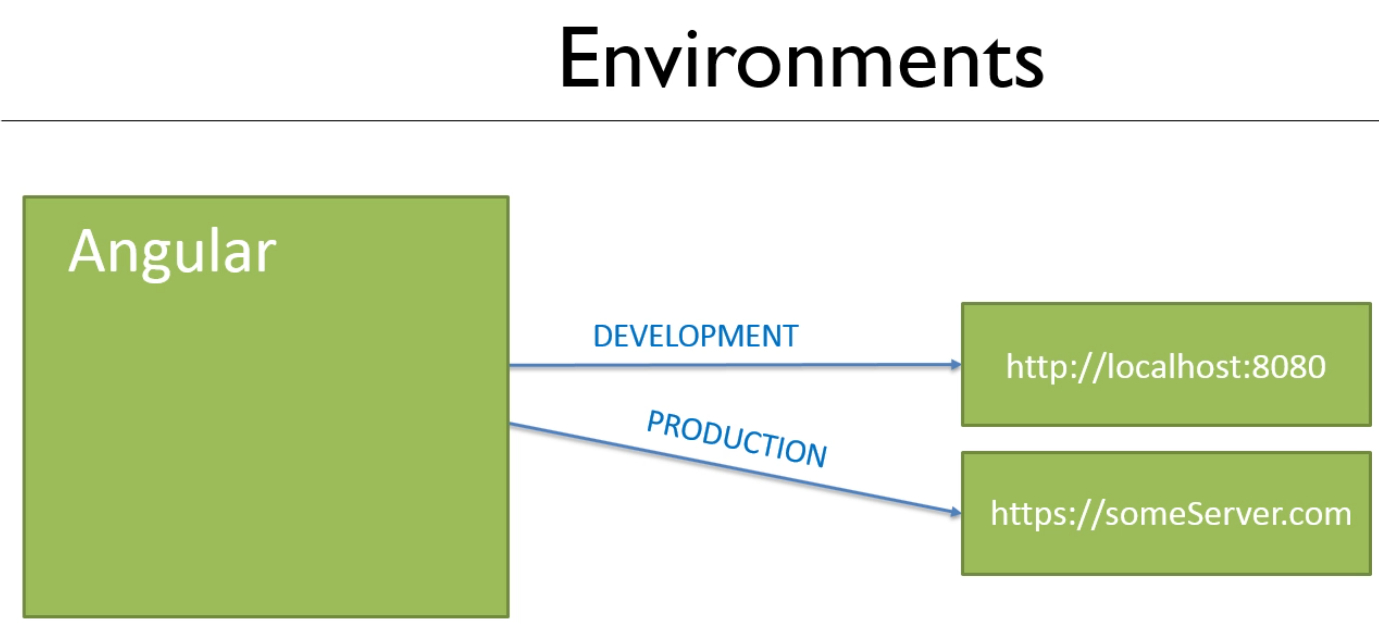 Environments
Angular
DEVELOPMENT
http://localhost:8080
PRODUCTION
https://someServer.com